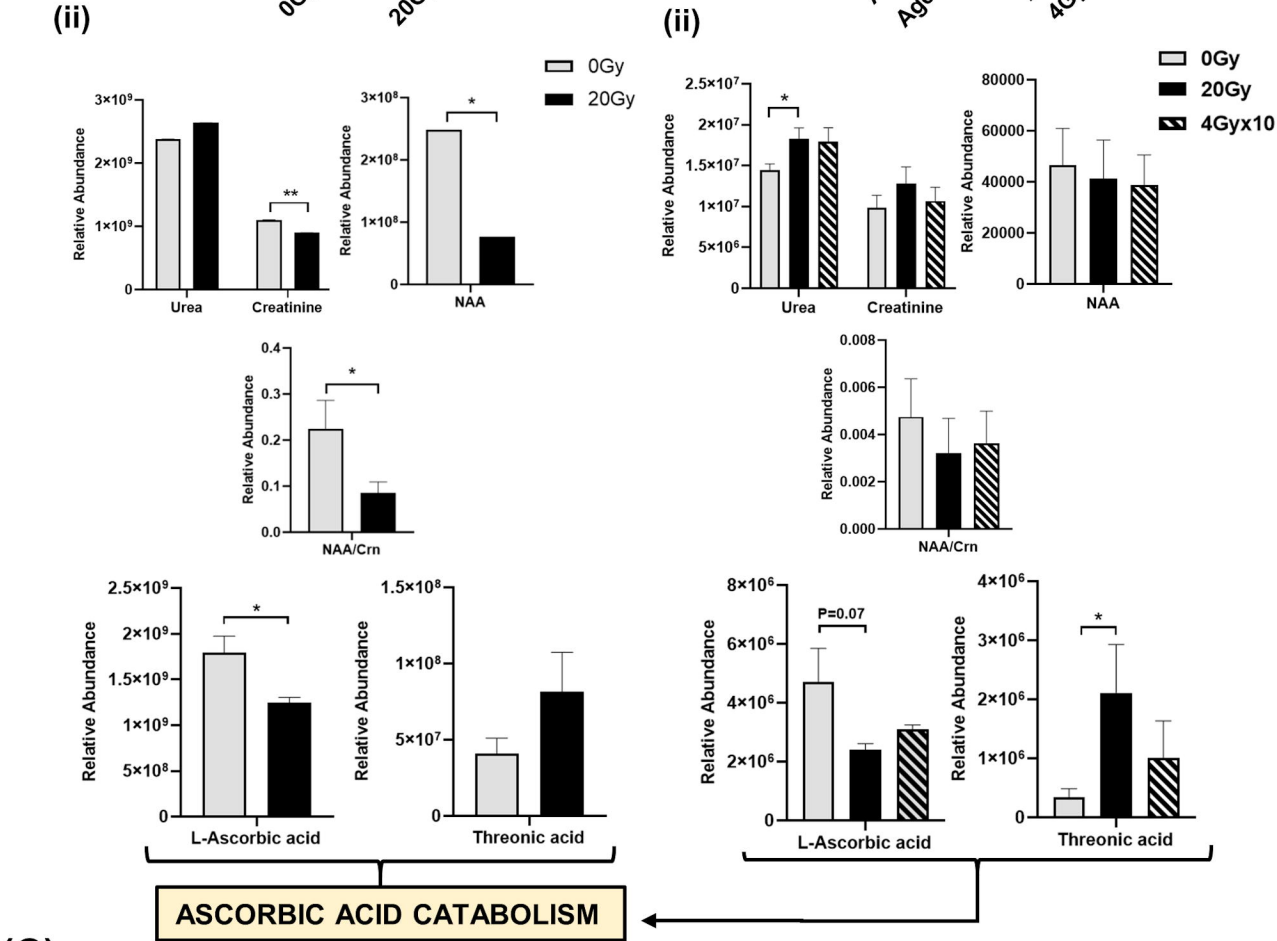 (ii)
0Gy
20Gy
3×10⁹
2×10⁹
1×10⁹
0
Relative Abundance
**
Urea
Creatinine
3×10⁸
2×10⁸
1×10⁸
0
Relative Abundance
*
NAA
0.4
0.3
0.2
0.1
0.0
Relative Abundance
*
NAA/Crn
2.5×10⁹
2×10⁹
1.5×10⁹
1×10⁹
5×10⁸
0
Relative Abundance
*
L-Ascorbic acid
1.5×10⁸
1×10⁸
5×10⁷
0
Relative Abundance
Threonic acid
(ii)
0Gy
20Gy
4Gyx10
2.5×10⁷
2×10⁷
1.5×10⁷
1×10⁷
5×10⁶
0
Relative Abundance
*
Urea
Creatinine
80000
60000
40000
20000
0
Relative Abundance
NAA
0.008
0.006
0.004
0.002
0.000
Relative Abundance
NAA/Crn
8×10⁶
6×10⁶
4×10⁶
2×10⁶
0
Relative Abundance
P=0.07
L-Ascorbic acid
4×10⁶
3×10⁶
2×10⁶
1×10⁶
0
Relative Abundance
*
Threonic acid
ASCORBIC ACID CATABOLISM